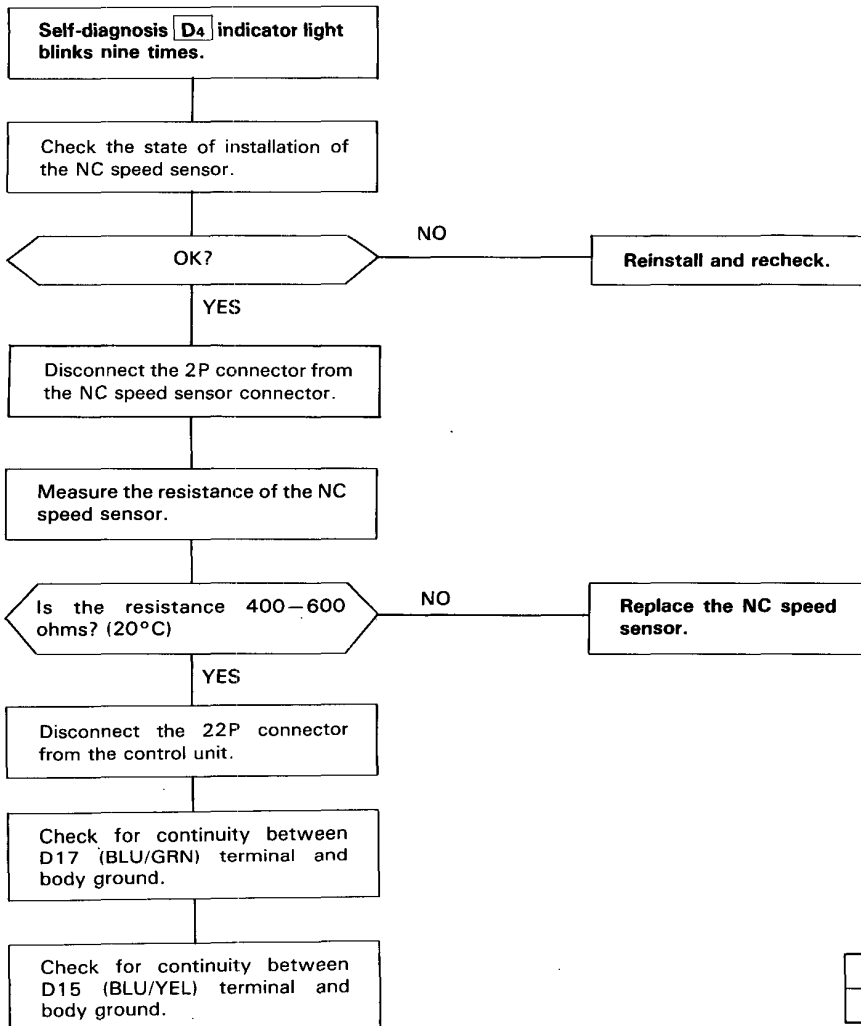 Self-diagnosis D4 indicator light
blinks nine times.
Check the state of installation of
the NC speed sensor.
OK?
NO
Reinstall and recheck.
YES
Disconnect the 2P connector from
the NC speed sensor connector.
Measure the resistance of the NC
speed sensor.
Is the resistance 400–600
ohms? (20°C)
NO
Replace the NC speed
sensor.
YES
Disconnect the 22P connector
from the control unit.
Check for continuity between
D17 (BLU/GRN) terminal and
body ground.
Check for continuity between
D15 (BLU/YEL) terminal and
body ground.